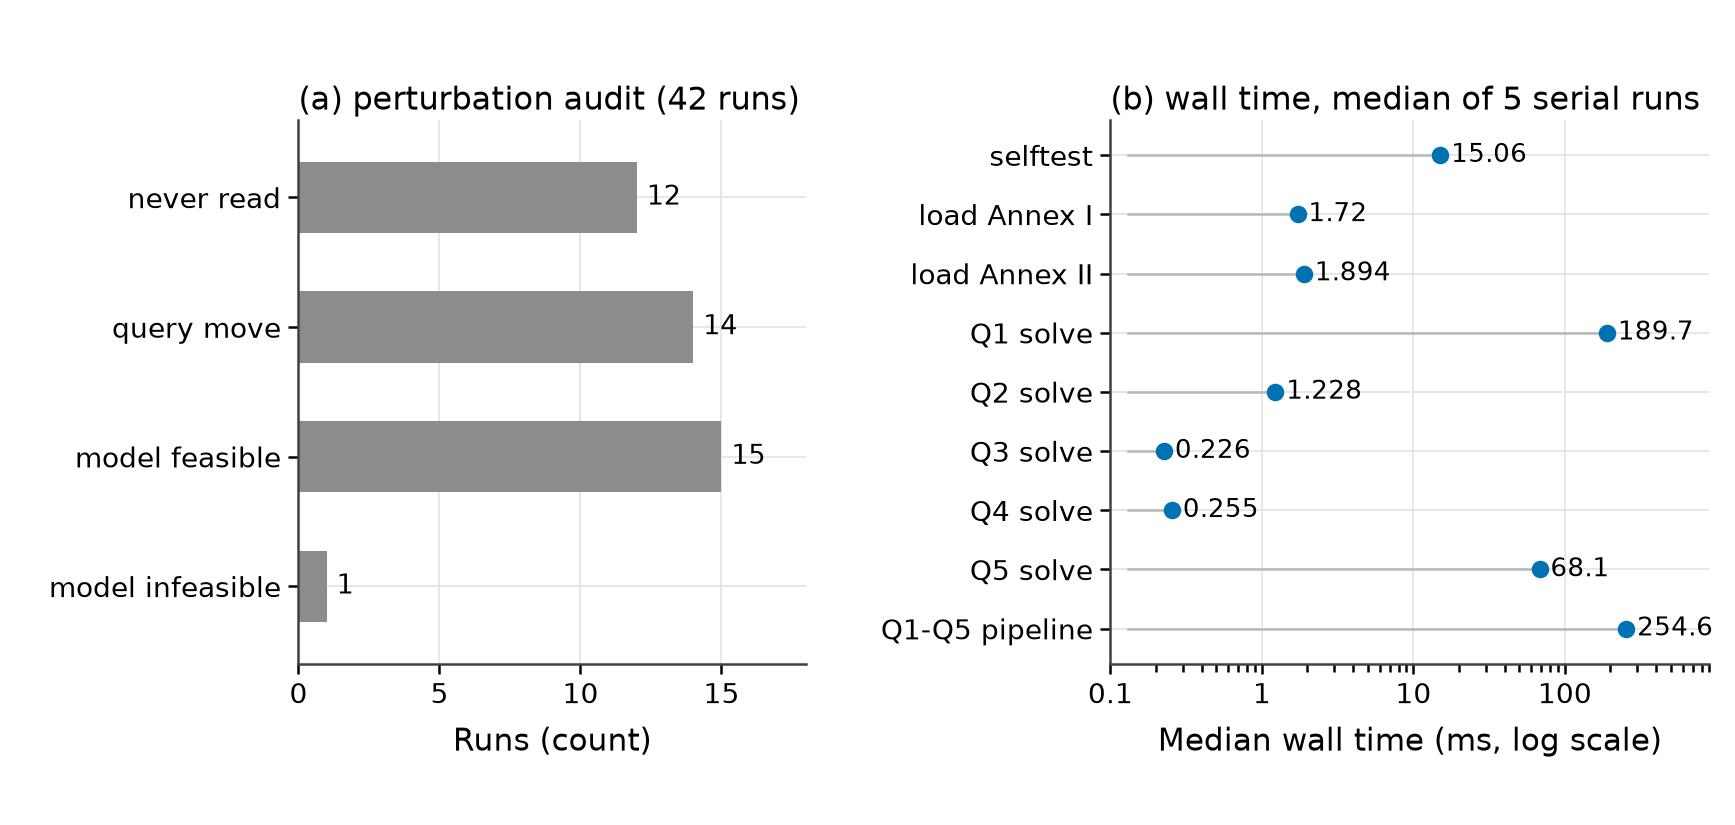 (a) perturbation audit (42 runs)
never read
12
query move
14
model feasible
15
model infeasible
1
0 5 10 15
Runs (count)
(b) wall time, median of 5 serial runs
selftest
15.06
load Annex I
1.72
load Annex II
1.894
Q1 solve
189.7
Q2 solve
1.228
Q3 solve
0.226
Q4 solve
0.255
Q5 solve
68.1
Q1-Q5 pipeline
254.6
0.1 1 10 100
Median wall time (ms, log scale)